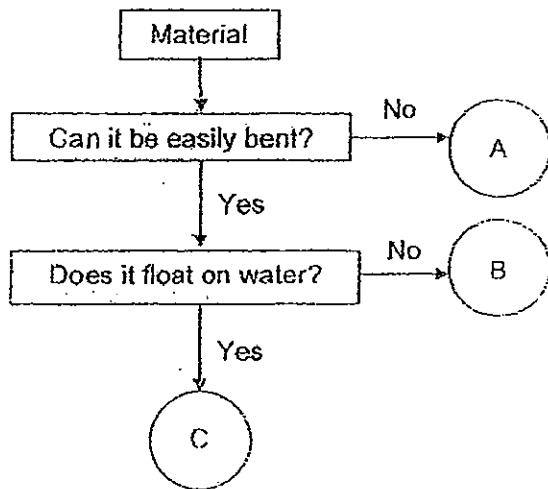 Material
Can it be easily bent?
No
A
Yes
Does it float on water?
No
B
Yes
C